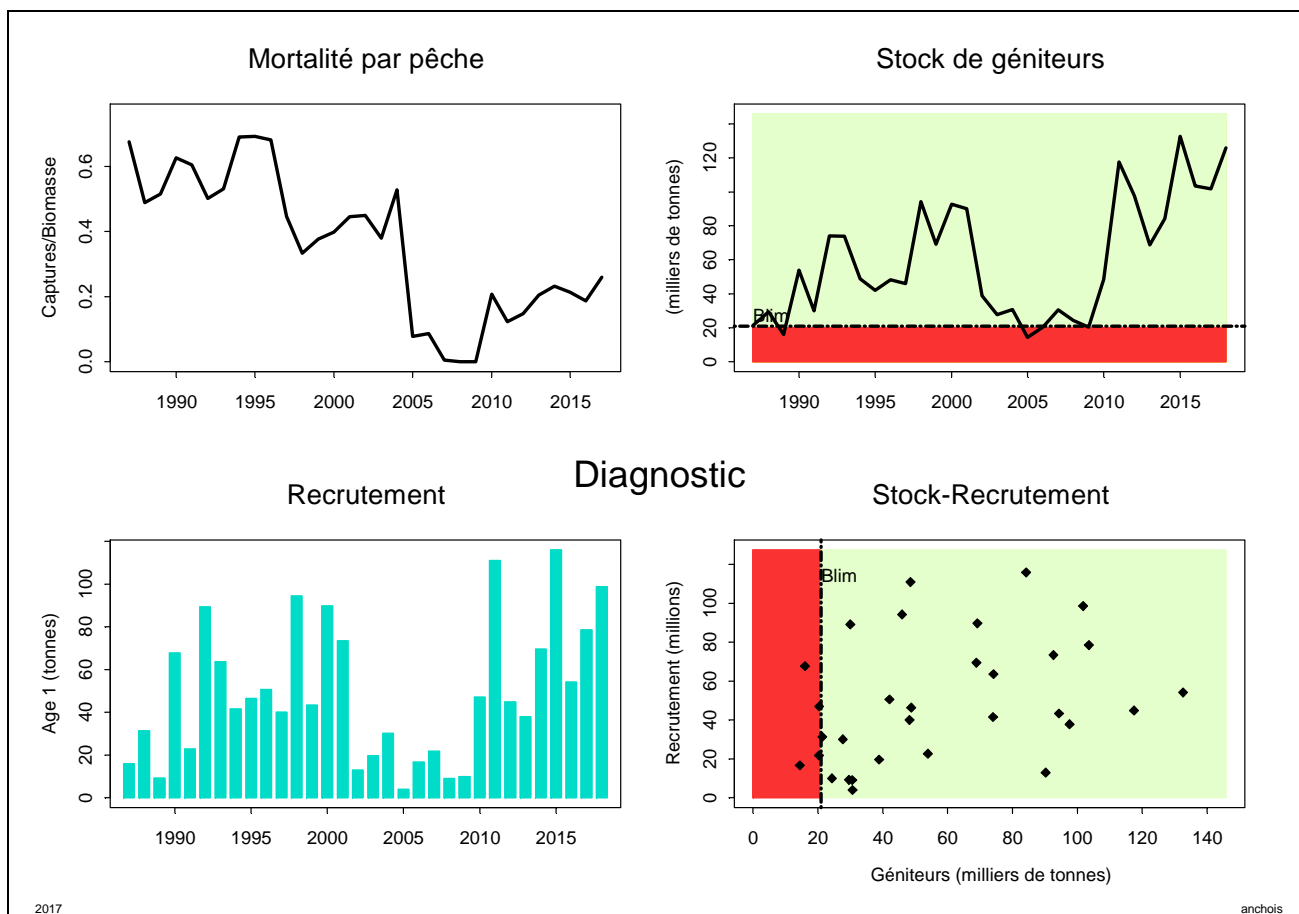 Mortalité par pêche
Captures/Biomasse
0.0 0.2 0.4 0.6
1990 1995 2000 2005 2010 2015
Stock de géniteurs
(milliers de tonnes)
0 20 40 60 80 120
Blim
1990 1995 2000 2005 2010 2015
Diagnostic
Recrutement
Age 1 (tonnes)
0 20 40 60 80 100
1990 1995 2000 2005 2010 2015
Stock-Recrutement
Recrutement (millions)
0 20 40 60 80 100
Blim
0 20 40 60 80 100 120 140
Géniteurs (milliers de tonnes)
2017
anchois